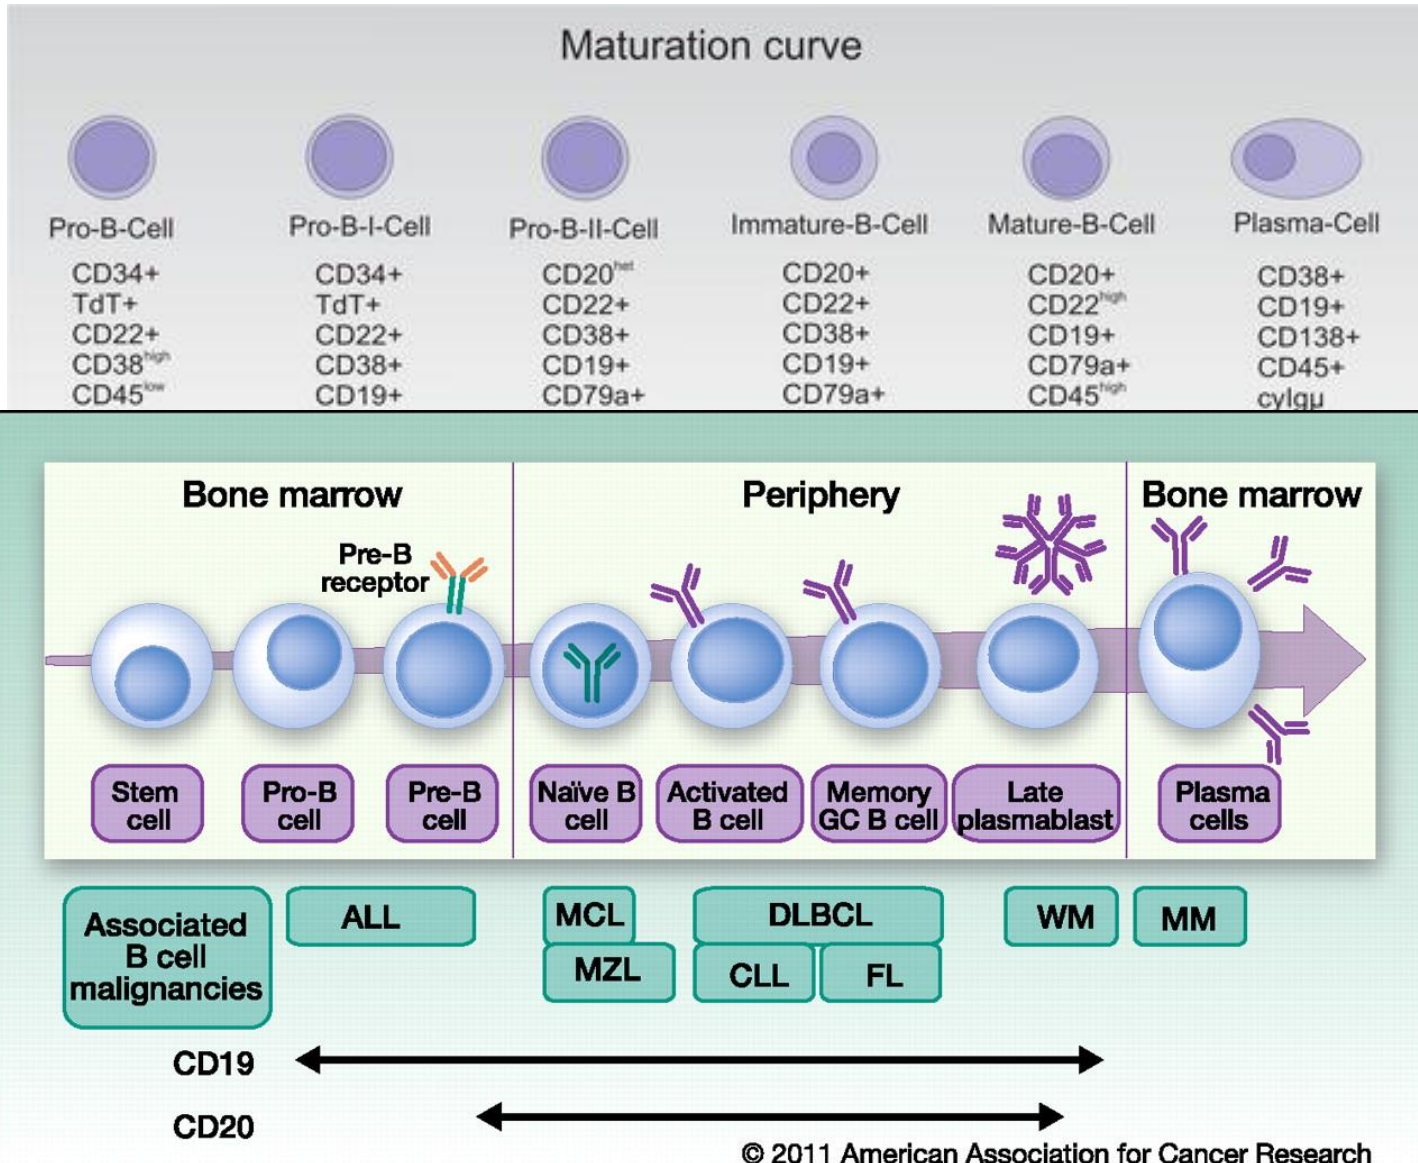 Maturation curve
Pro-B-Cell
CD34+
TdT+
CD22+
CD38high
CD45low
Pro-B-I-Cell
CD34+
TdT+
CD22+
CD38+
CD19+
Pro-B-II-Cell
CD20het
CD22+
CD38+
CD19+
CD79a+
Immature-B-Cell
CD20+
CD22+
CD38+
CD19+
CD79a+
Mature-B-Cell
CD20+
CD22high
CD19+
CD79a+
CD45high
Plasma-Cell
CD38+
CD19+
CD138+
CD45+
cyIgµ
Bone marrow
Periphery
Bone marrow
Pre-B
receptor
Stem
cell
Pro-B
cell
Pre-B
cell
Naïve B
cell
Activated
B cell
Memory
GC B cell
Late
plasmablast
Plasma
cells
Associated
B cell
malignancies
ALL
MCL
MZL
DLBCL
CLL
FL
WM
MM
CD19
CD20
© 2011 American Association for Cancer Research